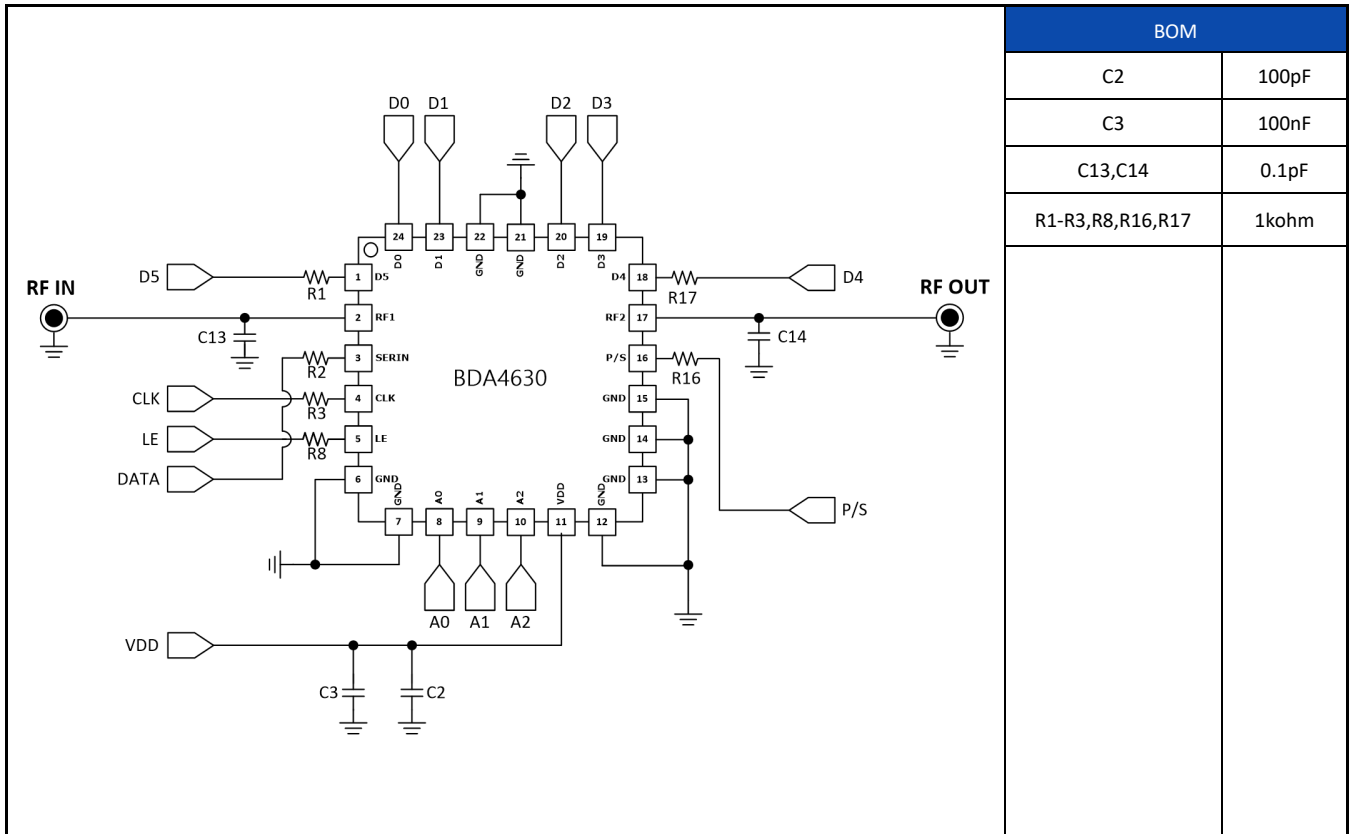 BOM
C2 100pF
C3 100nF
C13,C14 0.1pF
R1-R3,R8,R16,R17 1kohm
D0 D1 D2 D3
24 23 22 21 20 19
D0 D1 GND GND D2 D3
D5 R1 1 D5 D4 18 R17 D4
RF IN RF OUT
2 RF1 RF2 17
C13 C14
R2 3 SERIN P/S 16 R16
BDA4630
CLK R3 4 CLK GND 15
LE R8 5 LE GND 14
DATA 6 GND GND 13
GND A0 A1 A2 VDD GND
7 8 9 10 11 12
P/S
A0 A1 A2
VDD
C3 C2